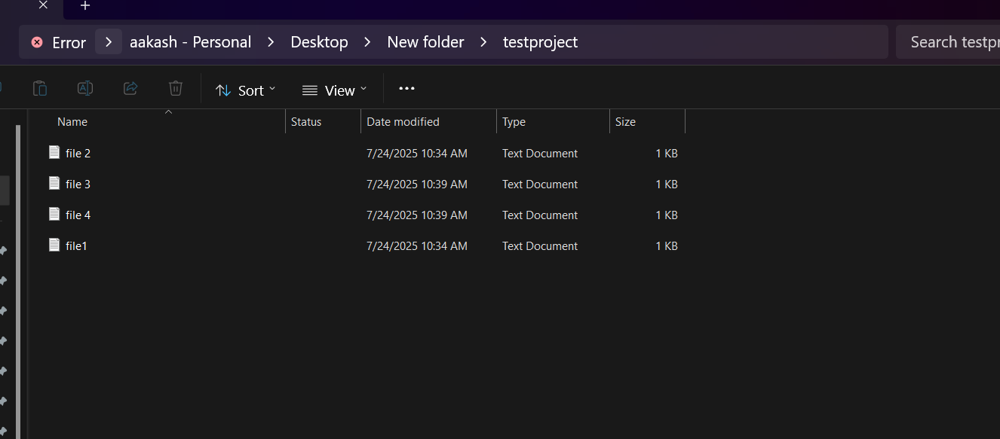 Error > aakash - Personal > Desktop > New folder > testproject
Sort View ...
Name Status Date modified Type Size
file 2 7/24/2025 10:34 AM Text Document 1 KB
file 3 7/24/2025 10:39 AM Text Document 1 KB
file 4 7/24/2025 10:39 AM Text Document 1 KB
file1 7/24/2025 10:34 AM Text Document 1 KB
Search testpr